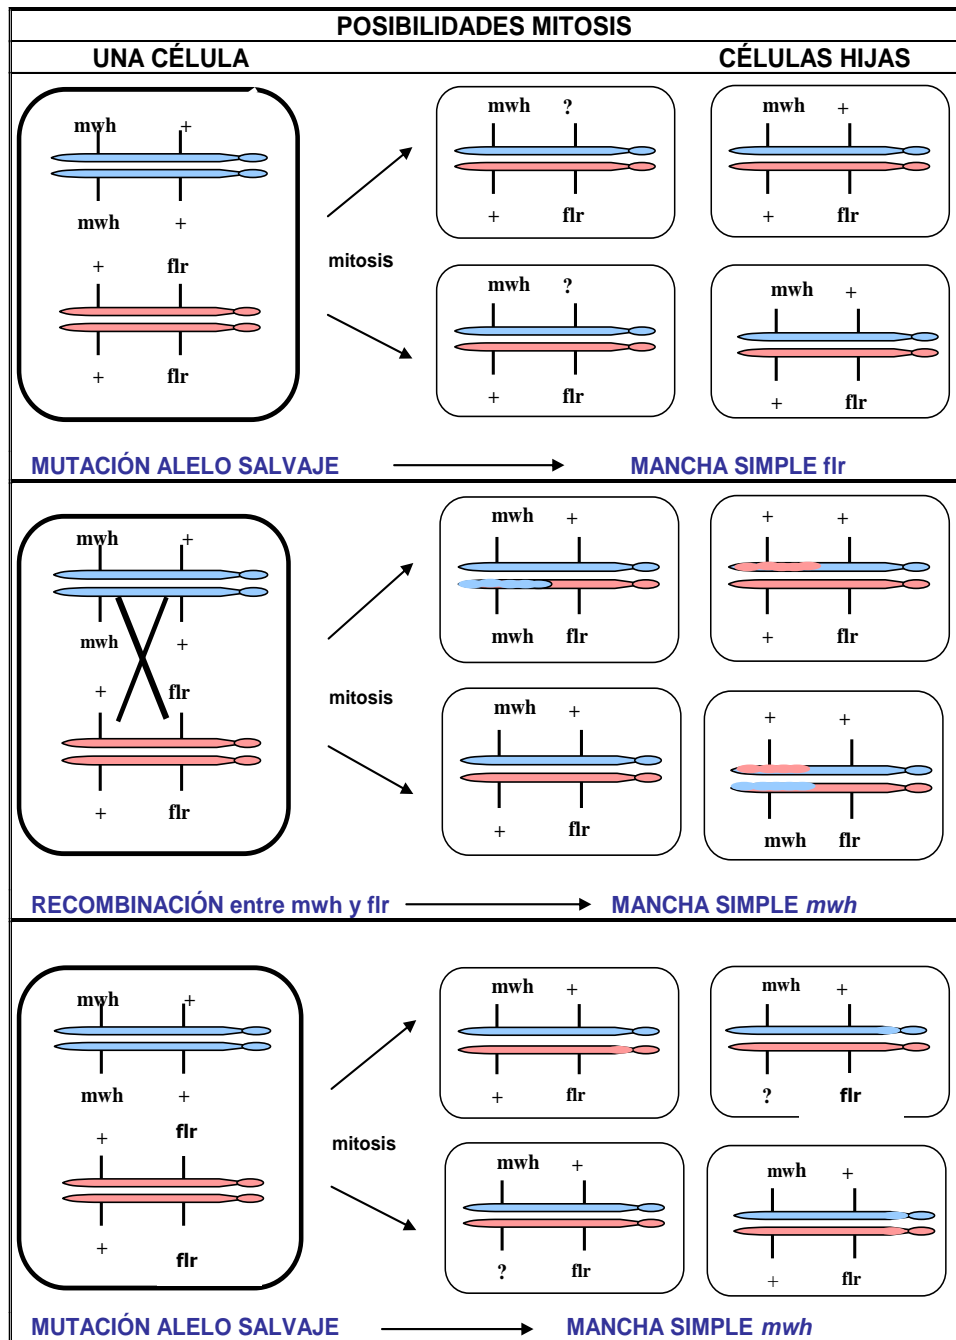 POSIBILIDADES MITOSIS
UNA CÉLULA CÉLULAS HIJAS
mwh +
mwh +
+ flr
+ flr
mitosis
mwh ?
+ flr
mwh +
+ flr
mwh ?
+ flr
mwh +
+ flr
MUTACIÓN ALELO SALVAJE MANCHA SIMPLE flr
mwh +
mwh +
+ flr
+ flr
mitosis
mwh +
mwh flr
+ +
+ flr
mwh +
+ flr
+ +
mwh flr
RECOMBINACIÓN entre mwh y flr MANCHA SIMPLE mwh
mwh +
mwh +
+ flr
+ flr
mitosis
mwh +
+ flr
mwh +
? flr
mwh +
? flr
mwh +
+ flr
MUTACIÓN ALELO SALVAJE MANCHA SIMPLE mwh